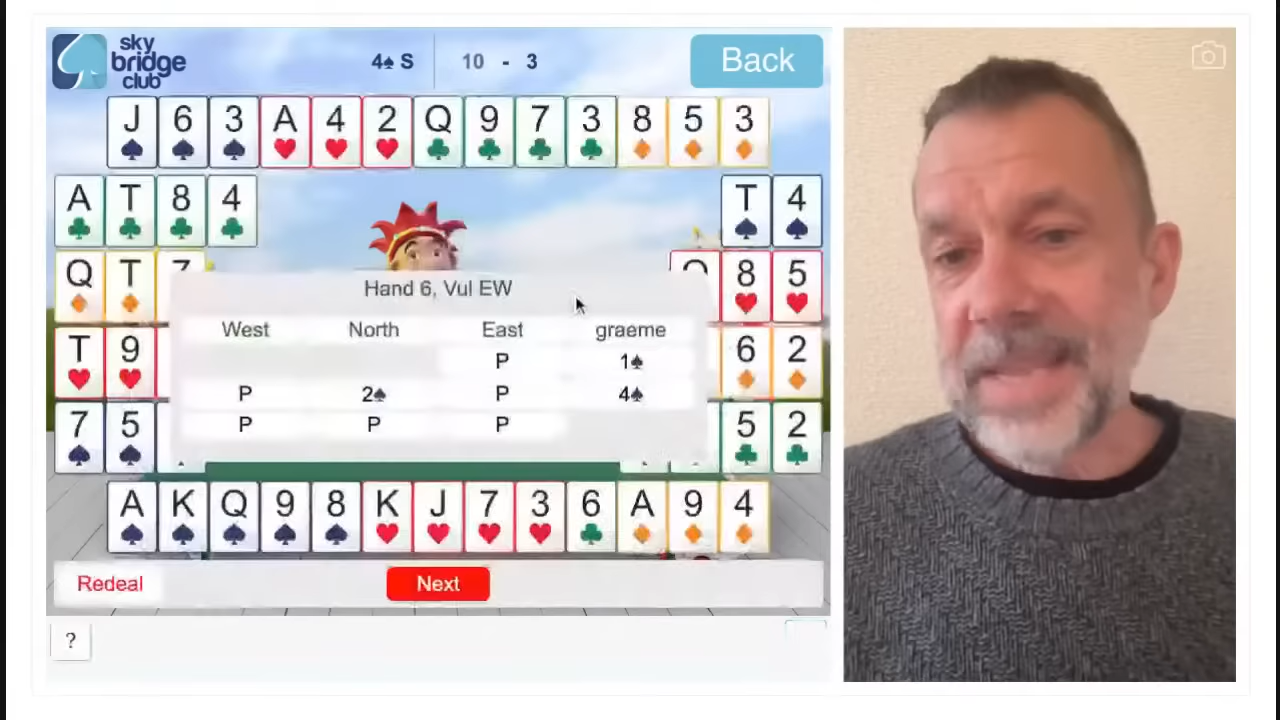 sky
bridge
club
4♠ S 10 - 3
Back
J 6 3 A 4 2 Q 9 7 3 8 5 3
♠ ♠ ♠ ♥ ♥ ♥ ♣ ♣ ♣ ♣ ♦ ♦ ♦
A T 8 4 T 4
♣ ♣ ♣ ♣ ♠ ♠
Q T 7 8 5
♦ ♦ ♥ ♥
Hand 6, Vul EW
West North East graeme
P 1♠
T 9 6 2
♥ ♥ ♦ ♦
P 2♠ P 4♠
P P P
7 5 5 2
♠ ♠ ♣ ♣
A K Q 9 8 K J 7 3 6 A 9 4
♠ ♠ ♠ ♠ ♠ ♥ ♥ ♥ ♥ ♣ ♦ ♦ ♦
Redeal Next
?